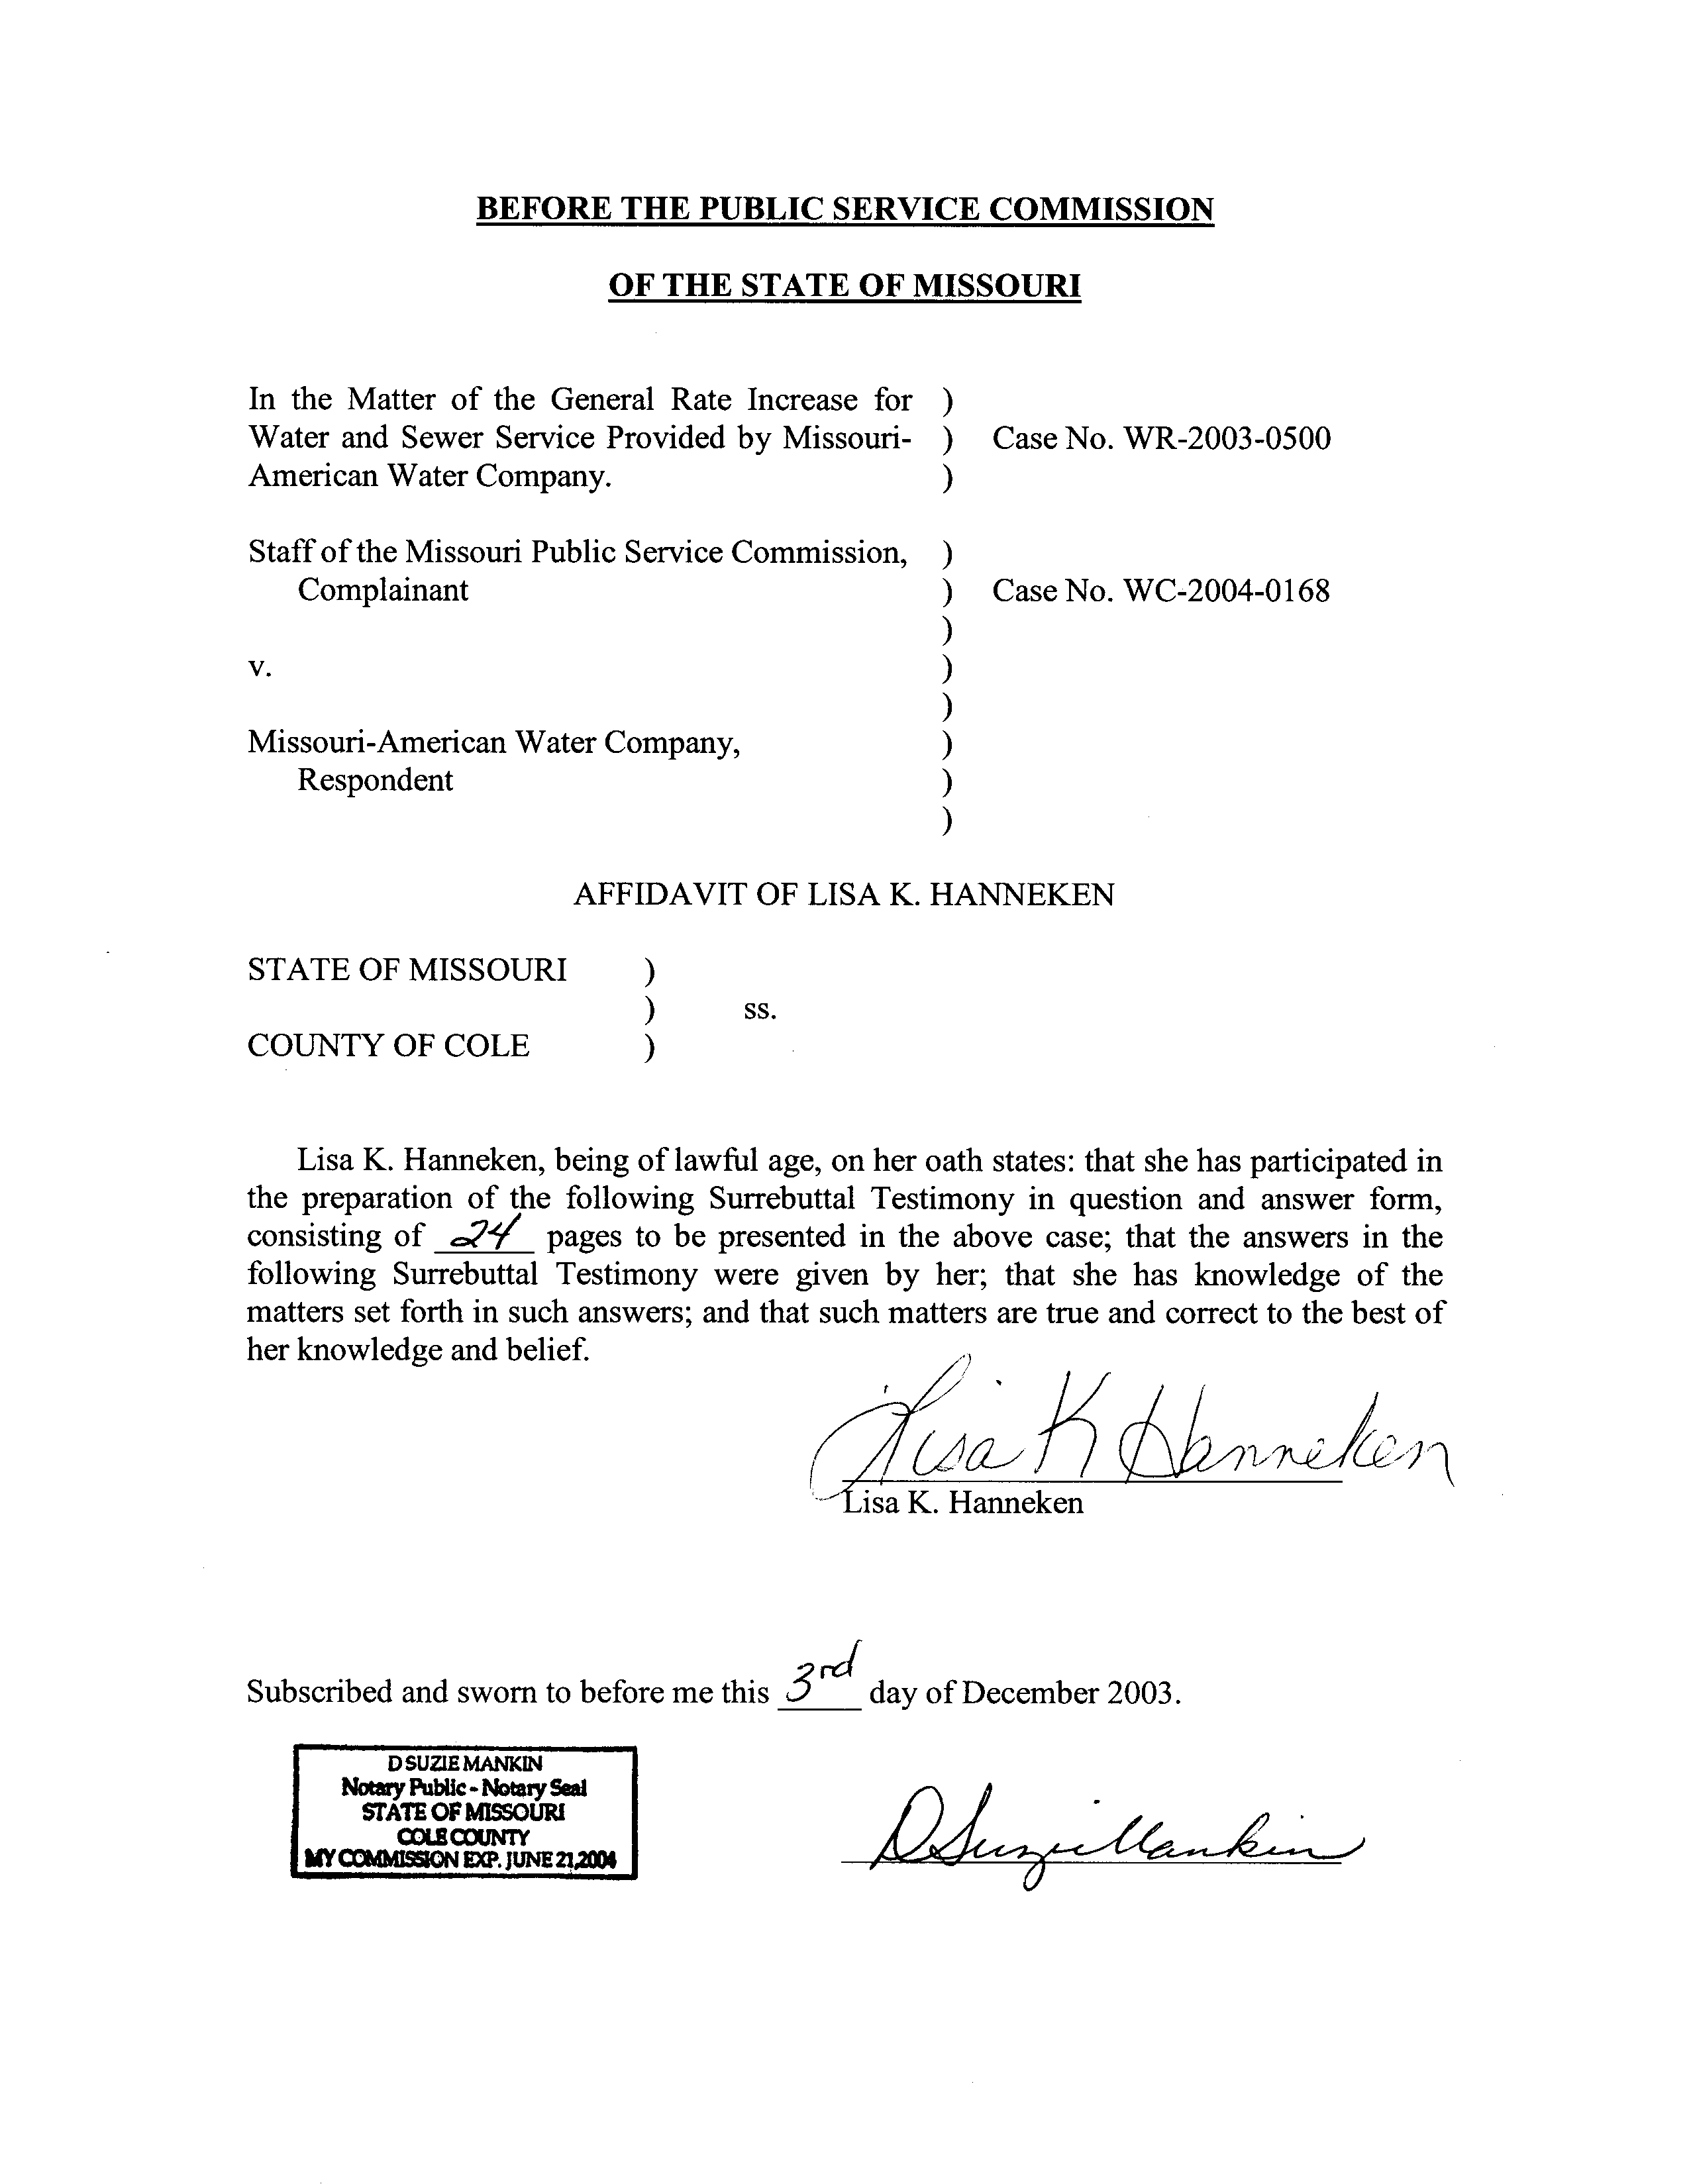 BEFORE THE PUBLIC SERVICE COMMISSION
OF THE STATE OF MISSOURI
In the Matter of the General Rate Increase for )
Water and Sewer Service Provided by Missouri- ) Case No. WR-2003-0500
American Water Company. )
Staff of the Missouri Public Service Commission, )
Complainant ) Case No. WC-2004-0168
)
v. )
)
Missouri-American Water Company, )
Respondent )
)
AFFIDAVIT OF LISA K. HANNEKEN
STATE OF MISSOURI )
) ss.
COUNTY OF COLE )
Lisa K. Hanneken, being of lawful age, on her oath states: that she has participated in
the preparation of the following Surrebuttal Testimony in question and answer form,
consisting of 24 pages to be presented in the above case; that the answers in the
following Surrebuttal Testimony were given by her; that she has knowledge of the
matters set forth in such answers; and that such matters are true and correct to the best of
her knowledge and belief.
Lisa K Hanneken
Lisa K. Hanneken
Subscribed and sworn to before me this 3rd day of December 2003.
D SUZIE MANKIN
Notary Public - Notary Seal
STATE OF MISSOURI
COLE COUNTY
MY COMMISSION EXP. JUNE 21,2004
D Suzie Mankin